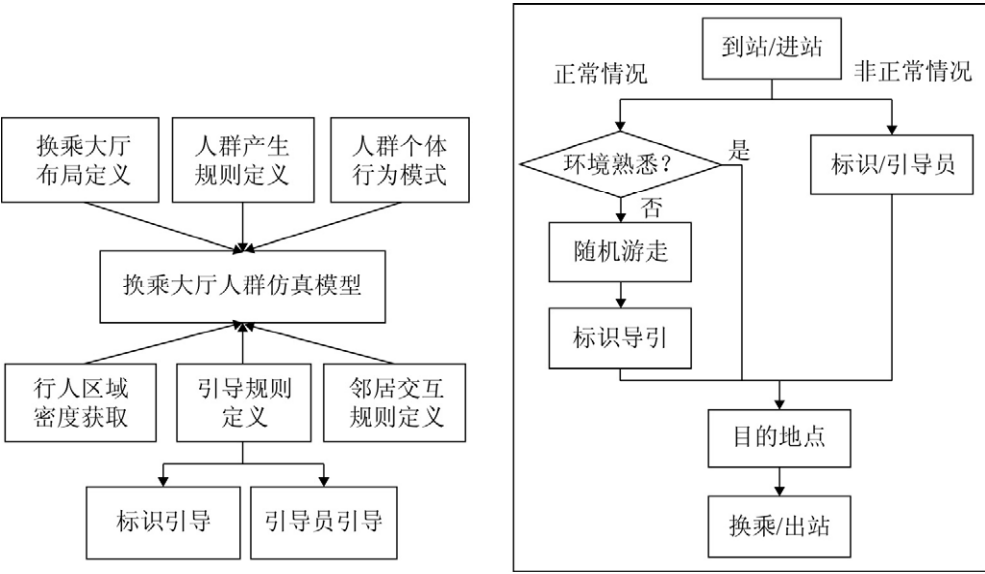 换乘大厅
布局定义
人群产生
规则定义
人群个体
行为模式
换乘大厅人群仿真模型
行人区域
密度获取
引导规则
定义
邻居交互
规则定义
标识引导
引导员引导
到站/进站
正常情况
非正常情况
环境熟悉？
是
标识/引导员
否
随机游走
标识导引
目的地点
换乘/出站